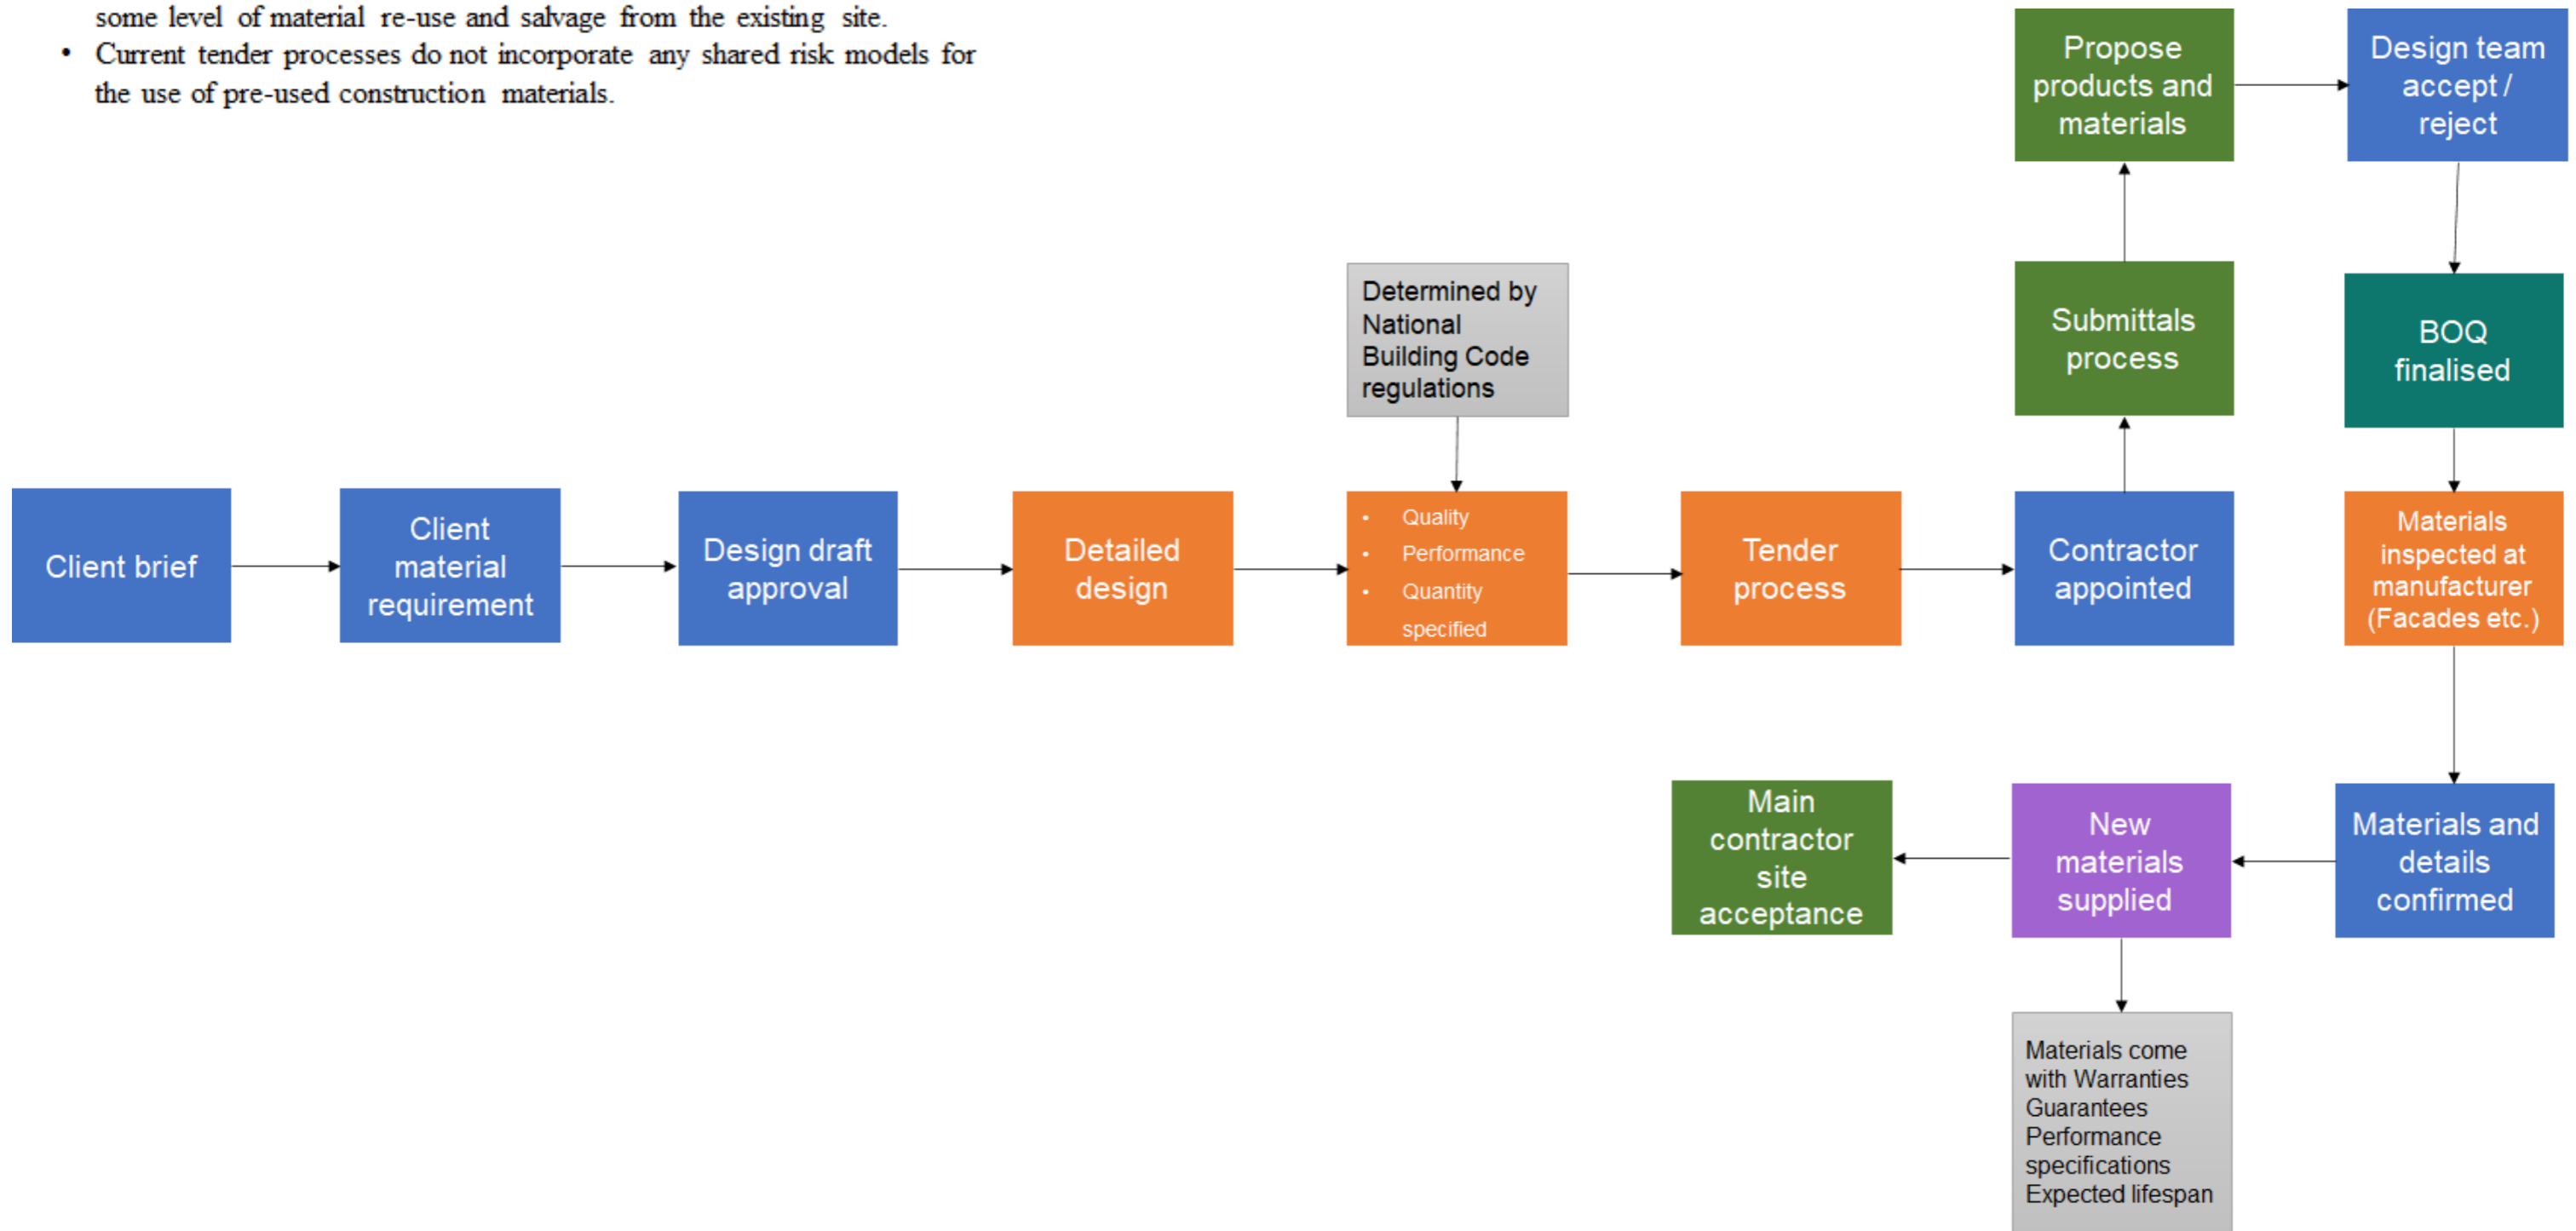 some level of material re-use and salvage from the existing site.
• Current tender processes do not incorporate any shared risk models for
the use of pre-used construction materials.
Propose
products and
materials
Design team
accept /
reject
Determined by
National
Building Code
regulations
Submittals
process
BOQ
finalised
Client brief
Client
material
requirement
Design draft
approval
Detailed
design
• Quality
• Performance
• Quantity
specified
Tender
process
Contractor
appointed
Materials
inspected at
manufacturer
(Facades etc.)
Main
contractor
site
acceptance
New
materials
supplied
Materials and
details
confirmed
Materials come
with Warranties
Guarantees
Performance
specifications
Expected lifespan